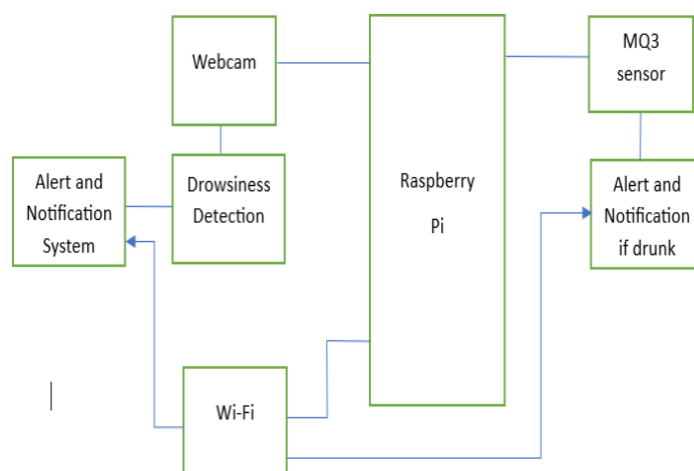 Webcam
MQ3
sensor
Alert and
Notification
System
Drowsiness
Detection
Raspberry
Pi
Alert and
Notification
if drunk
Wi-Fi